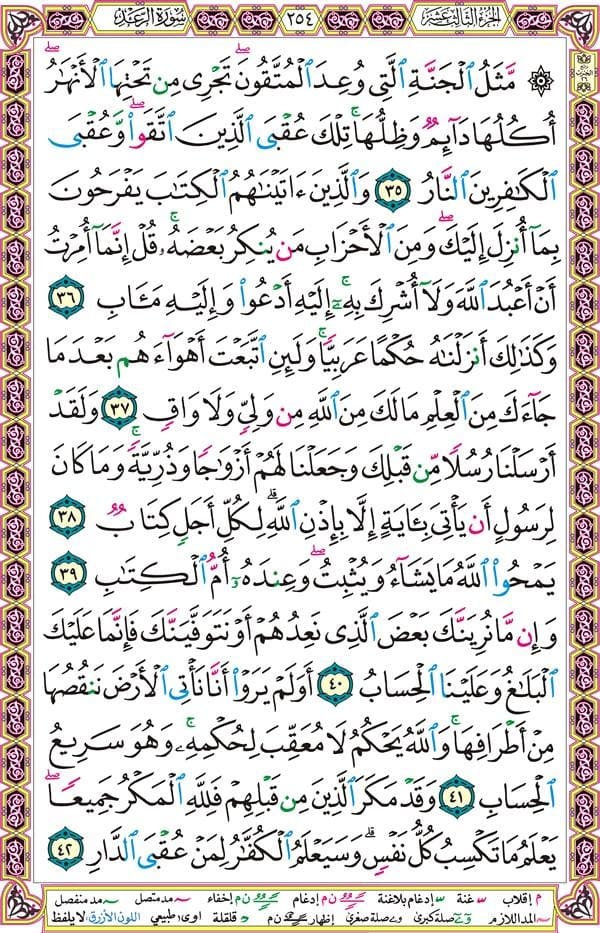 سورة الرعد ٢٥٤ الجزء الثالث عشر
۞ مَّثَلُ ٱلْجَنَّةِ ٱلَّتِى وُعِدَ ٱلْمُتَّقُونَ ۖ تَجْرِى مِن تَحْتِهَا ٱلْأَنْهَٰرُ ۖ
أُكُلُهَا دَآئِمٌ وَظِلُّهَا ۚ تِلْكَ عُقْبَى ٱلَّذِينَ ٱتَّقَوا۟ ۖ وَّعُقْبَى
ٱلْكَٰفِرِينَ ٱلنَّارُ ٣٥ وَٱلَّذِينَ ءَاتَيْنَٰهُمُ ٱلْكِتَٰبَ يَفْرَحُونَ
بِمَآ أُنزِلَ إِلَيْكَ ۖ وَمِنَ ٱلْأَحْزَابِ مَن يُنكِرُ بَعْضَهُۥ ۚ قُلْ إِنَّمَآ أُمِرْتُ
أَنْ أَعْبُدَ ٱللَّهَ وَلَآ أُشْرِكَ بِهِۦٓ ۚ إِلَيْهِ أَدْعُوا۟ وَإِلَيْهِ مَـَٔابِ ٣٦
وَكَذَٰلِكَ أَنزَلْنَٰهُ حُكْمًا عَرَبِيًّا ۚ وَلَئِنِ ٱتَّبَعْتَ أَهْوَآءَهُم بَعْدَ مَا
جَآءَكَ مِنَ ٱلْعِلْمِ مَا لَكَ مِنَ ٱللَّهِ مِن وَلِىٍّ وَلَا وَاقٍ ٣٧ وَلَقَدْ
أَرْسَلْنَا رُسُلًا مِّن قَبْلِكَ وَجَعَلْنَا لَهُمْ أَزْوَٰجًا وَذُرِّيَّةً ۚ وَمَا كَانَ
لِرَسُولٍ أَن يَأْتِىَ بِـَٔايَةٍ إِلَّا بِإِذْنِ ٱللَّهِ ۗ لِكُلِّ أَجَلٍ كِتَابٌ ٣٨
يَمْحُوا۟ ٱللَّهُ مَا يَشَآءُ وَيُثْبِتُ ۖ وَعِندَهُۥٓ أُمُّ ٱلْكِتَٰبِ ٣٩
وَإِن مَّا نُرِيَنَّكَ بَعْضَ ٱلَّذِى نَعِدُهُمْ أَوْ نَتَوَفَّيَنَّكَ فَإِنَّمَا عَلَيْكَ
ٱلْبَلَٰغُ وَعَلَيْنَا ٱلْحِسَابُ ٤٠ أَوَلَمْ يَرَوْا۟ أَنَّا نَأْتِى ٱلْأَرْضَ نَنقُصُهَا
مِنْ أَطْرَافِهَا ۚ وَٱللَّهُ يَحْكُمُ لَا مُعَقِّبَ لِحُكْمِهِۦ ۚ وَهُوَ سَرِيعُ
ٱلْحِسَابِ ٤١ وَقَدْ مَكَرَ ٱلَّذِينَ مِن قَبْلِهِمْ فَلِلَّهِ ٱلْمَكْرُ جَمِيعًا ۖ
يَعْلَمُ مَا تَكْسِبُ كُلُّ نَفْسٍ ۗ وَسَيَعْلَمُ ٱلْكُفَّٰرُ لِمَنْ عُقْبَى ٱلدَّارِ ٤٢
م إقلاب غنة إدغام بلاغنة ن م إدغام ن م إخفاء مد متصل مد منفصل
المد اللازم صلة كبرى صلة صغرى إظهار ن م قلقلة اوى طبيعي اللون الأزرق لا يلفظ